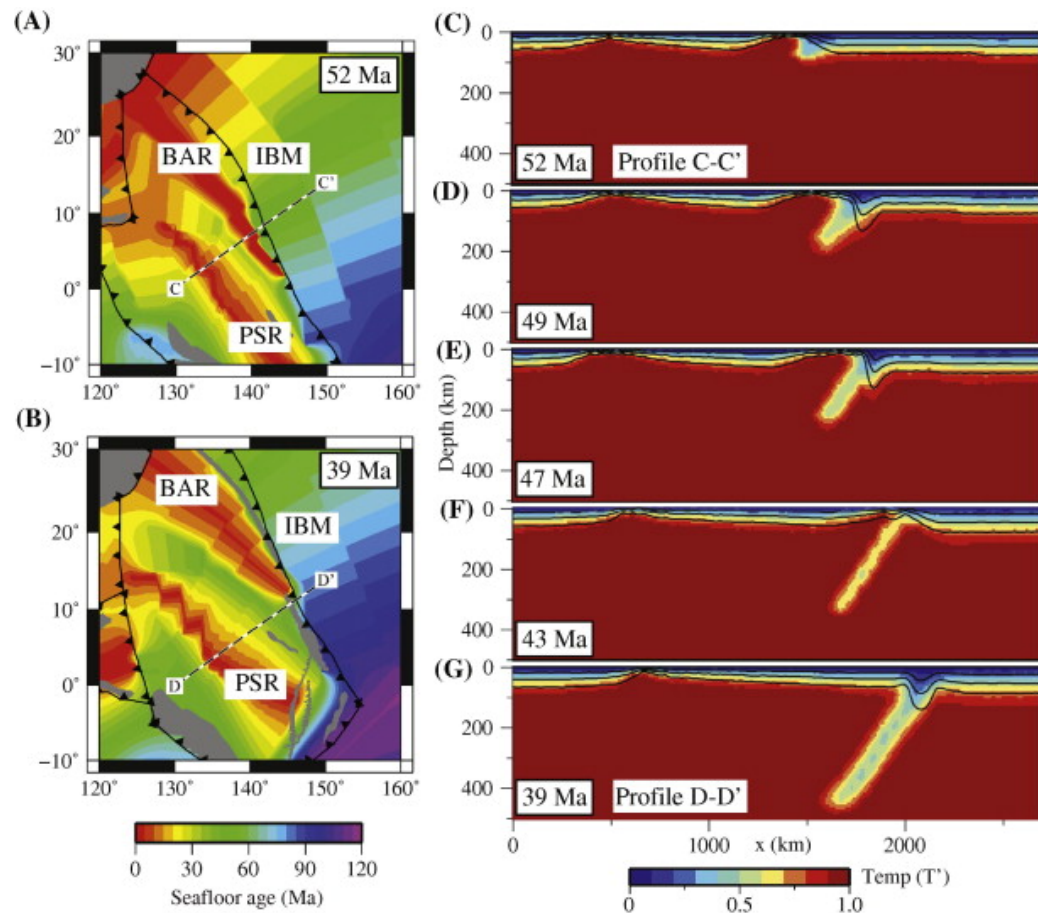 (A)
30°
52 Ma
20°
BAR IBM
C'
10°
C
0°
PSR
−10°
120° 130° 140° 150° 160°
(B)
30°
39 Ma
BAR
20°
IBM
D'
10°
D
PSR
0°
−10°
120° 130° 140° 150° 160°
0 30 60 90 120
Seafloor age (Ma)
(C)
0
200
400
52 Ma Profile C-C’
(D)
0
200
400
49 Ma
(E)
0
200
400
47 Ma
Depth (km)
(F)
0
200
400
43 Ma
(G)
0
200
400
39 Ma Profile D-D’
0 1000 2000
x (km)
Temp (T’)
0 0.5 1.0